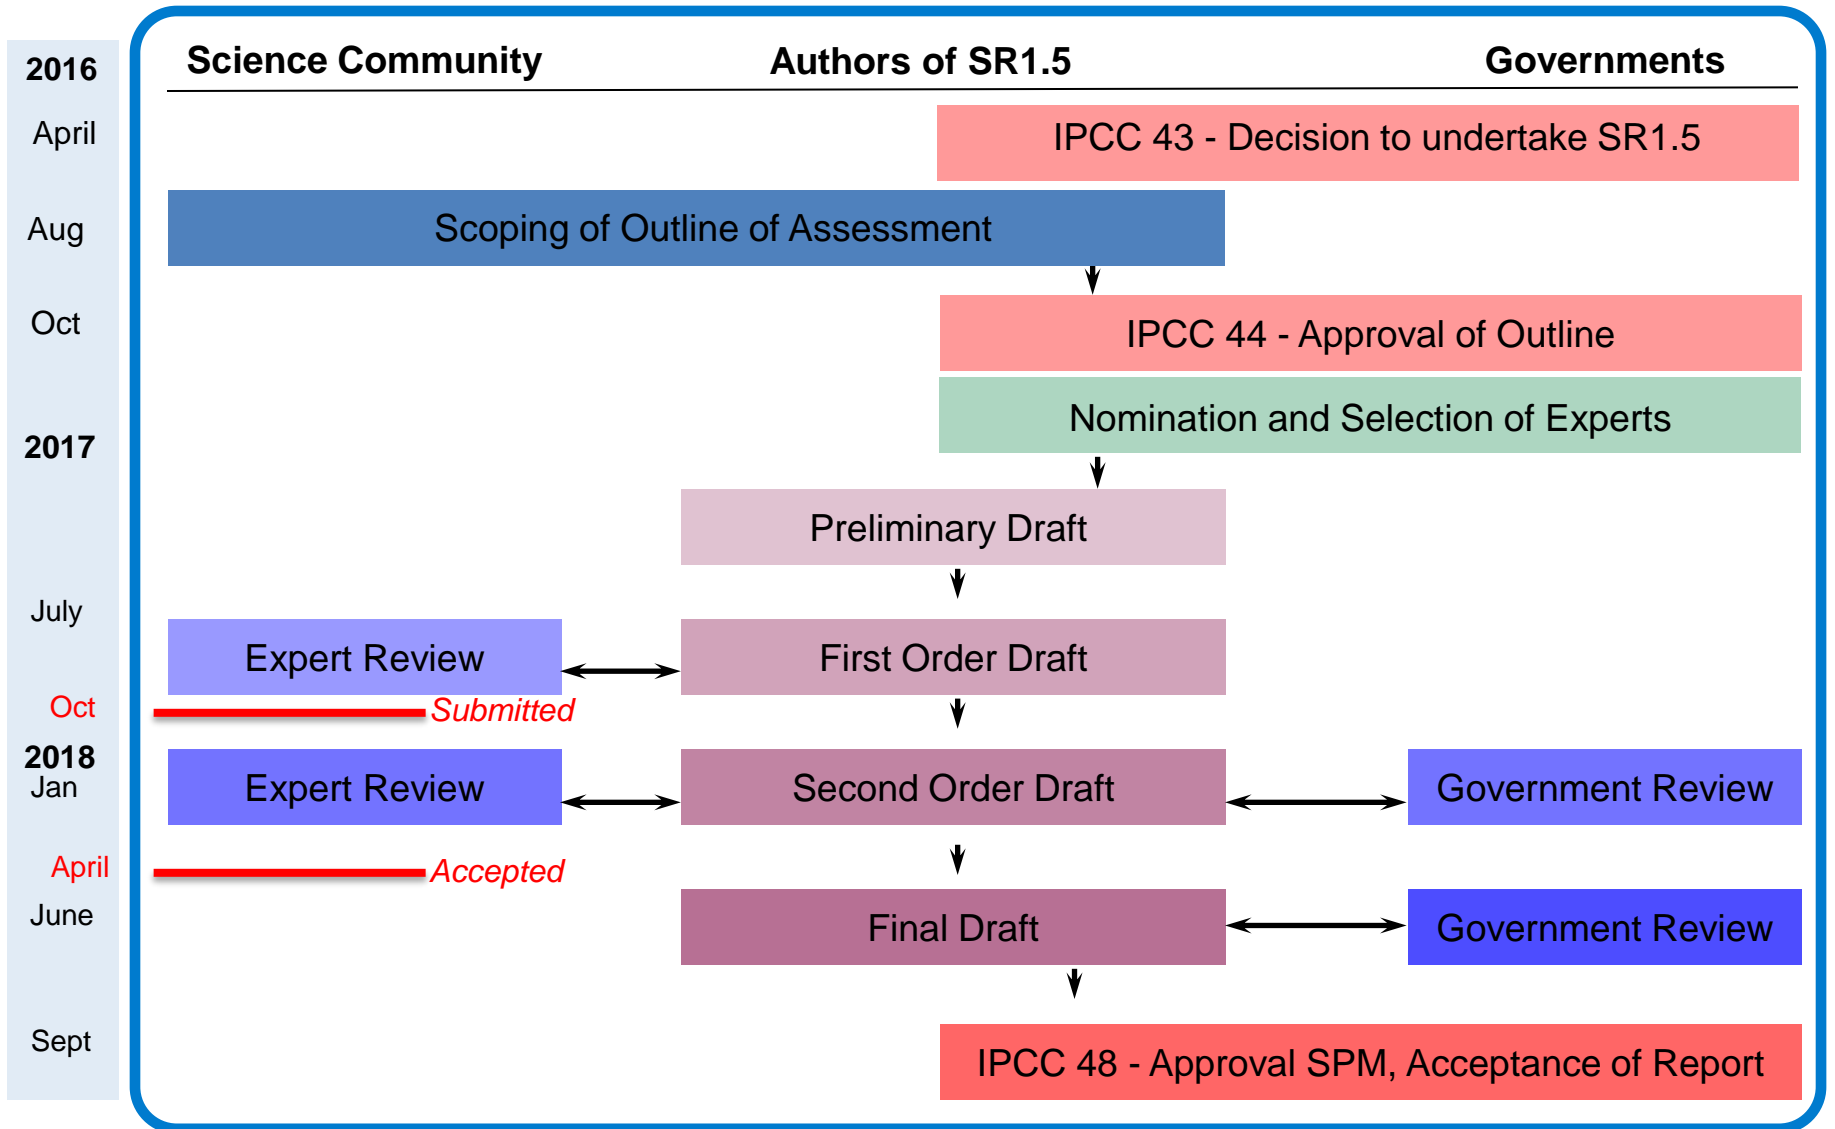 2016
Science Community
Authors of SR1.5
Governments
April
IPCC 43 - Decision to undertake SR1.5
Aug
Scoping of Outline of Assessment
Oct
IPCC 44 - Approval of Outline
Nomination and Selection of Experts
2017
Preliminary Draft
July
Expert Review
First Order Draft
Oct
Submitted
2018
Jan
Expert Review
Second Order Draft
Government Review
April
Accepted
June
Final Draft
Government Review
Sept
IPCC 48 - Approval SPM, Acceptance of Report